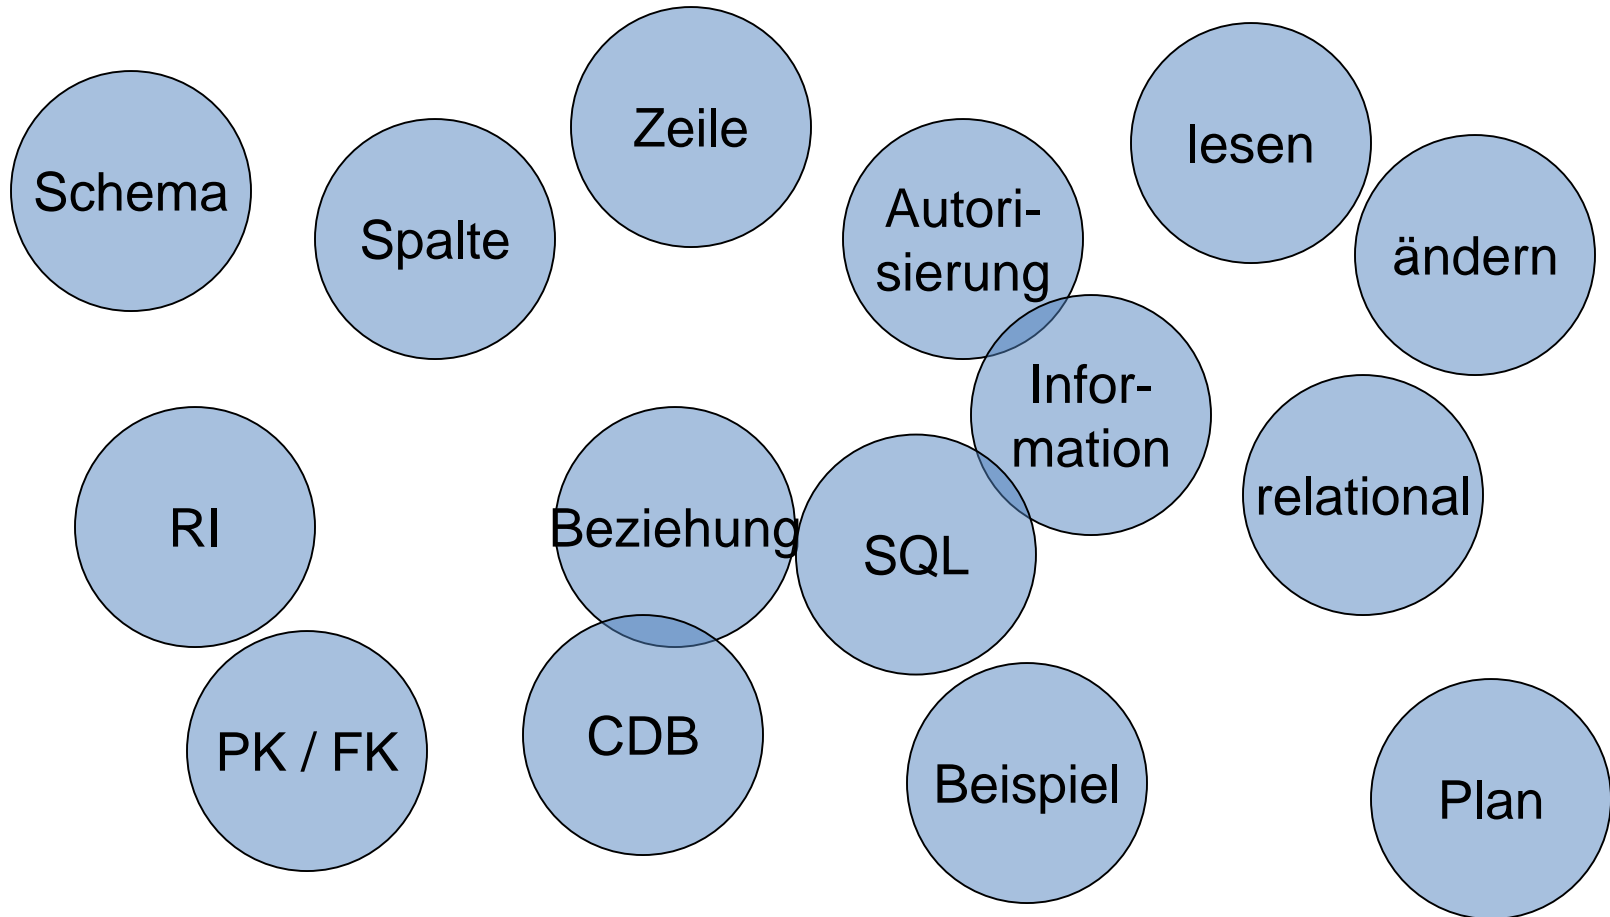 Schema
Spalte
Zeile
Autori-
sierung
lesen
ändern
Infor-
mation
relational
RI
Beziehung
SQL
PK / FK
CDB
Beispiel
Plan